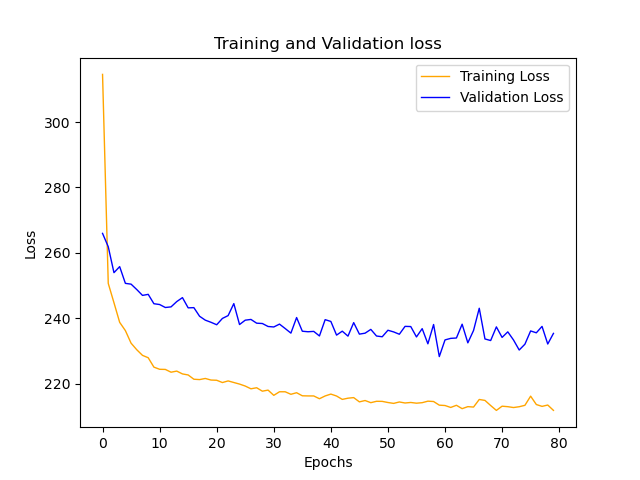 Training and Validation loss
Training Loss
Validation Loss
300
280
260
240
220
Loss
0 10 20 30 40 50 60 70 80
Epochs